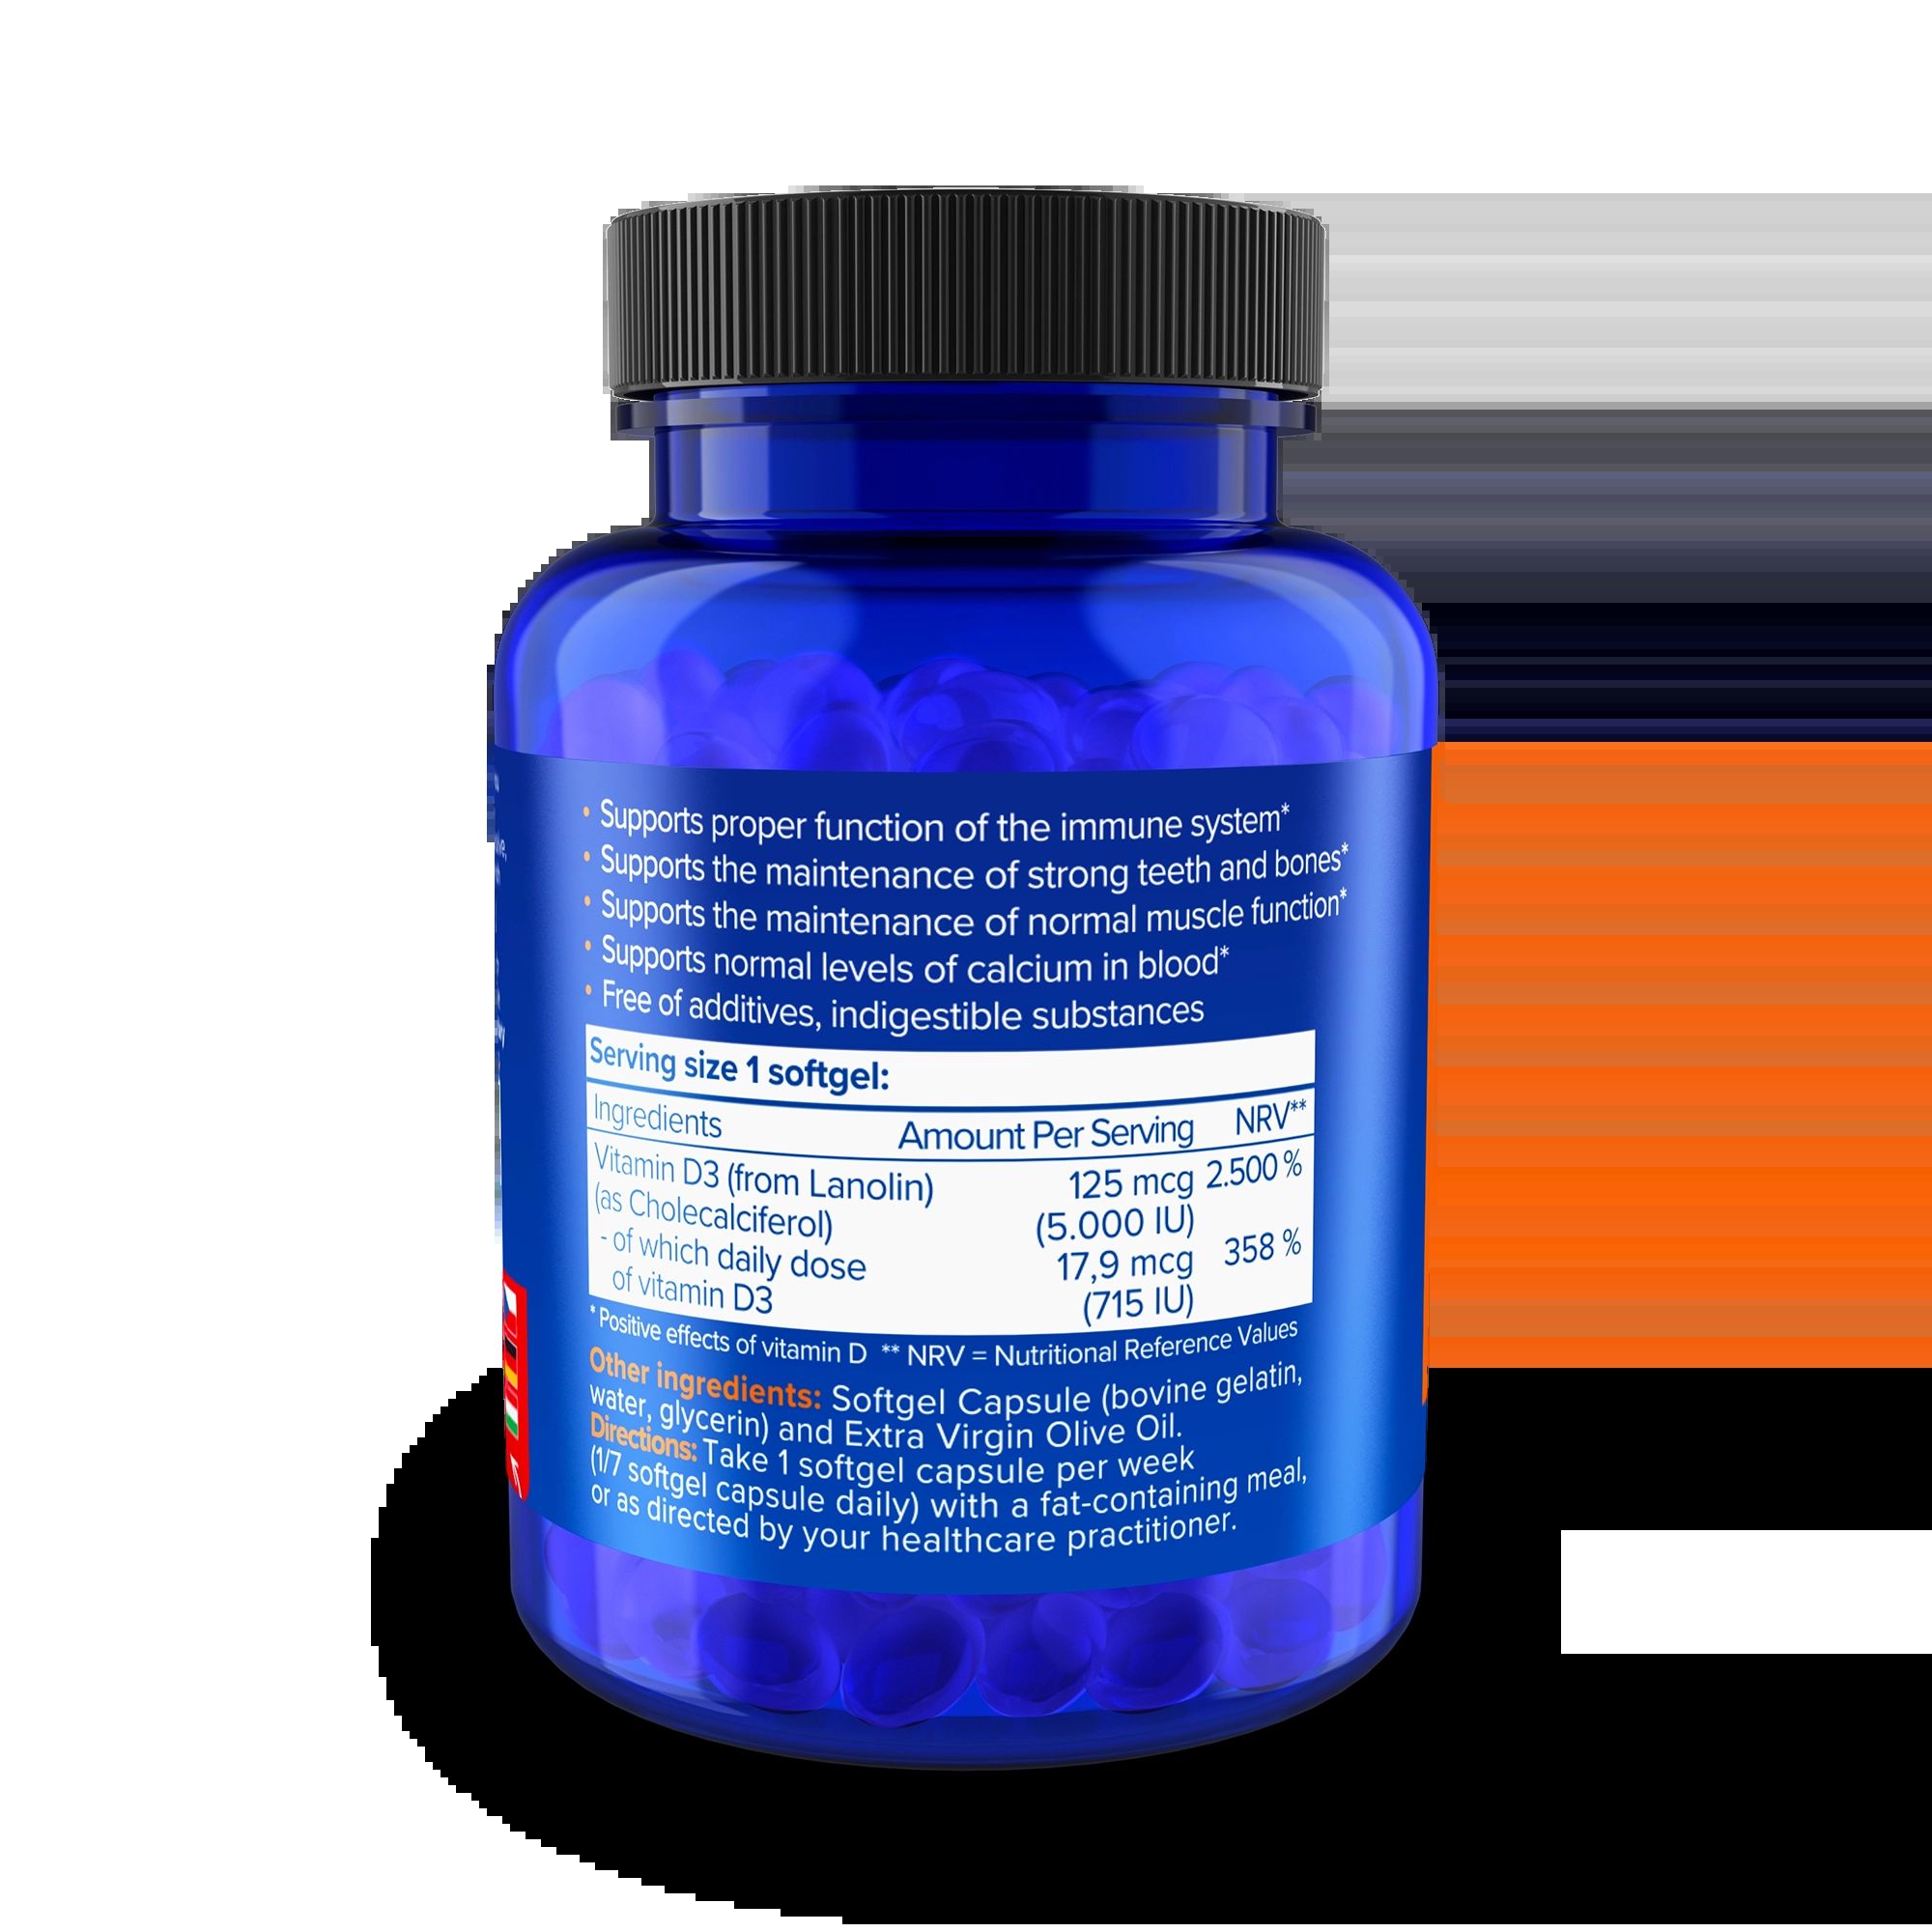 • Supports proper function of the immune system*
• Supports the maintenance of strong teeth and bones*
• Supports the maintenance of normal muscle function*
• Supports normal levels of calcium in blood*
• Free of additives, indigestible substances
Serving size 1 softgel:
Ingredients Amount Per Serving NRV**
Vitamin D3 (from Lanolin) 125 mcg 2.500 %
(as Cholecalciferol) (5.000 IU)
- of which daily dose 17,9 mcg 358 %
of vitamin D3 (715 IU)
* Positive effects of vitamin D ** NRV = Nutritional Reference Values
Other ingredients: Softgel Capsule (bovine gelatin,
water, glycerin) and Extra Virgin Olive Oil.
Directions: Take 1 softgel capsule per week
(1/7 softgel capsule daily) with a fat-containing meal,
or as directed by your healthcare practitioner.